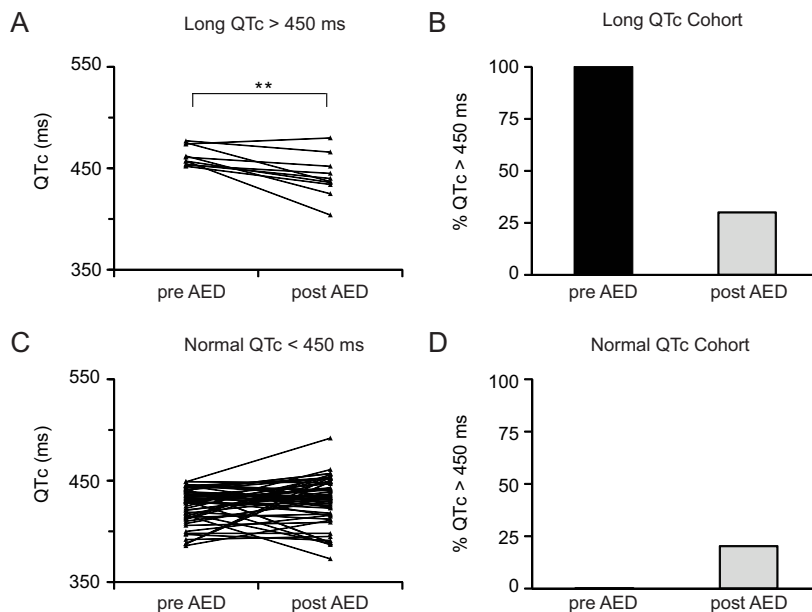 A
Long QTc > 450 ms
550
450
350
QTc (ms)
**
pre AED
post AED
B
Long QTc Cohort
100
75
50
25
0
% QTc > 450 ms
pre AED
post AED
C
Normal QTc < 450 ms
550
450
350
QTc (ms)
pre AED
post AED
D
Normal QTc Cohort
100
75
50
25
0
% QTc > 450 ms
pre AED
post AED